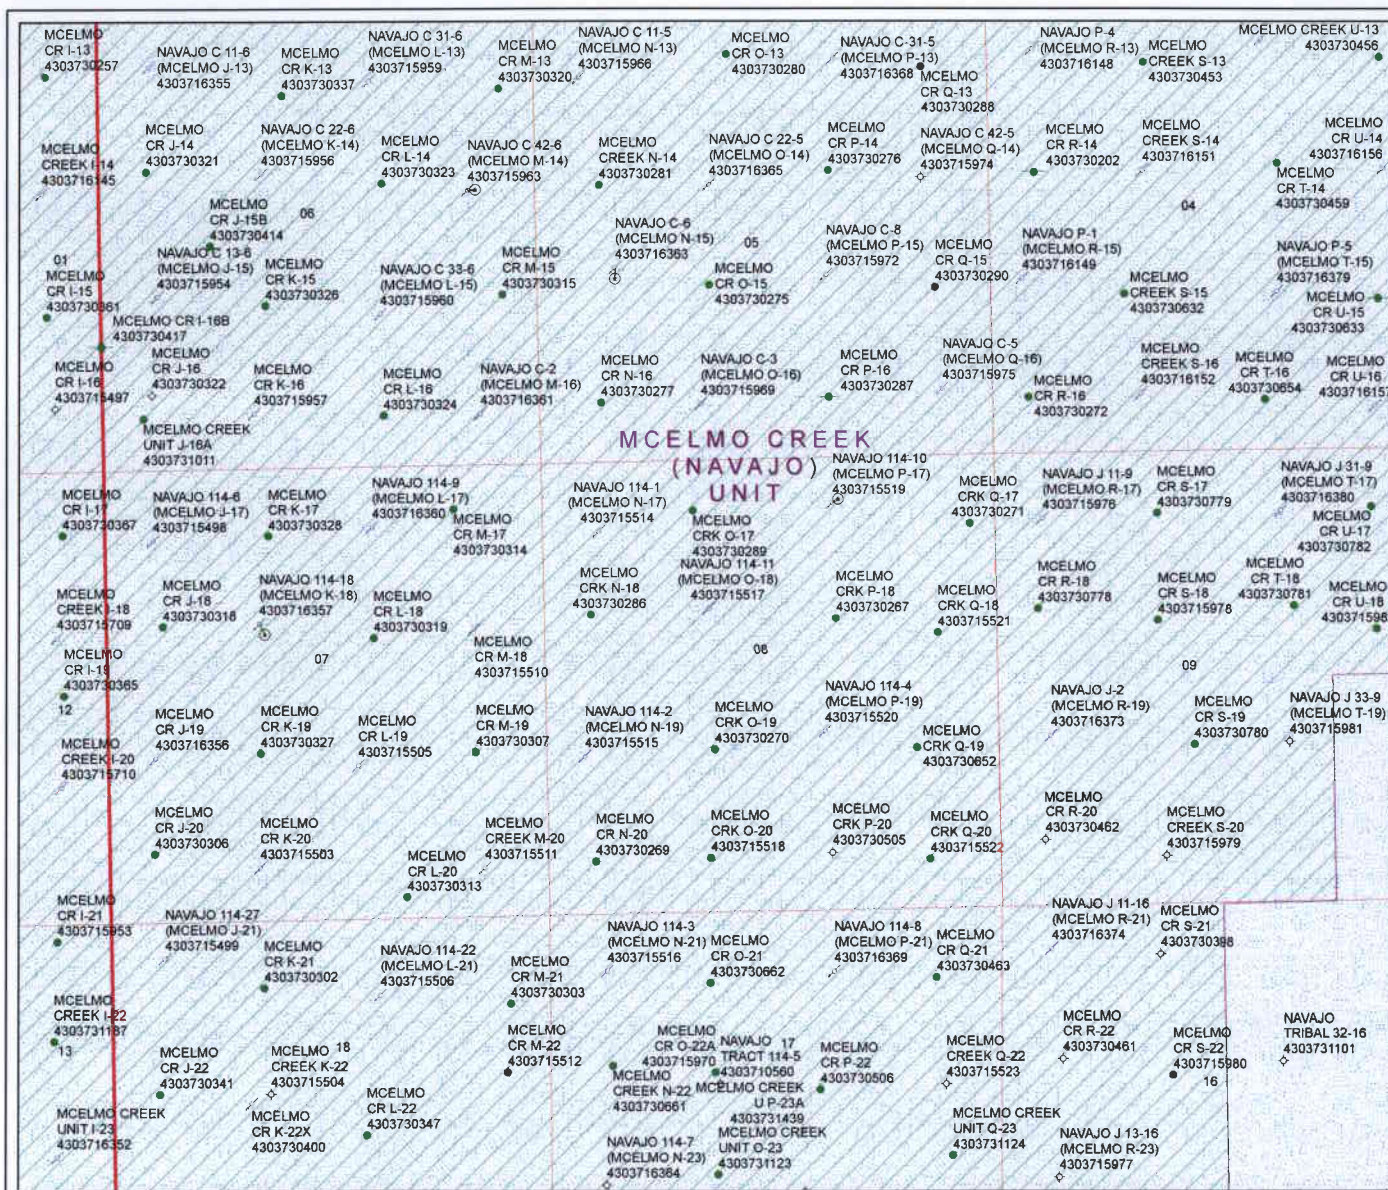 MCELMO
CR I-13
4303730257
NAVAJO C 11-6
(MCELMO J-13)
4303716355
MCELMO
CR K-13
4303730337
NAVAJO C 31-6
(MCELMO L-13)
4303715959
MCELMO
CR M-13
4303730320
NAVAJO C 11-5
(MCELMO N-13)
4303715966
MCELMO
CR O-13
4303730280
NAVAJO C-31-5
(MCELMO P-13)
4303716368
MCELMO
CR Q-13
4303730288
NAVAJO P-4
(MCELMO R-13)
4303716148
MCELMO
CREEK S-13
4303730453
MCELMO CREEK U-13
4303730456
MCELMO
CREEK I-14
4303716145
MCELMO
CR J-14
4303730321
NAVAJO C 22-6
(MCELMO K-14)
4303715956
MCELMO
CR L-14
4303730323
NAVAJO C 42-6
(MCELMO M-14)
4303715963
MCELMO
CREEK N-14
4303730281
NAVAJO C 22-5
(MCELMO O-14)
4303716365
MCELMO
CR P-14
4303730276
NAVAJO C 42-5
(MCELMO Q-14)
4303715974
MCELMO
CR R-14
4303730202
MCELMO
CREEK S-14
4303716151
MCELMO
CR U-14
4303716156
MCELMO
CR T-14
4303730459
MCELMO
CR J-15B
4303730414
06
05
04
01
MCELMO
CR I-15
4303730361
NAVAJO C 13-6
(MCELMO J-15)
4303715954
MCELMO
CR K-15
4303730326
NAVAJO C 33-6
(MCELMO L-15)
4303715960
MCELMO
CR M-15
4303730315
NAVAJO C-6
(MCELMO N-15)
4303716363
MCELMO
CR O-15
4303730275
NAVAJO C-8
(MCELMO P-15)
4303715972
MCELMO
CR Q-15
4303730290
NAVAJO P-1
(MCELMO R-15)
4303716149
MCELMO
CREEK S-15
4303730632
NAVAJO P-5
(MCELMO T-15)
4303716379
MCELMO
CR U-15
4303730633
MCELMO CR I-16B
4303730417
MCELMO
CR I-16
4303715497
MCELMO
CR J-16
4303730322
MCELMO
CR K-16
4303715957
MCELMO
CR L-16
4303730324
NAVAJO C-2
(MCELMO M-16)
4303716361
MCELMO
CR N-16
4303730277
NAVAJO C-3
(MCELMO O-16)
4303715969
MCELMO
CR P-16
4303730287
NAVAJO C-5
(MCELMO Q-16)
4303715975
MCELMO
CR R-16
4303730272
MCELMO
CREEK S-16
4303716152
MCELMO
CR T-16
4303730654
MCELMO
CR U-16
MCELMO CREEK
UNIT J-16A
4303731011
MCELMO CREEK
(NAVAJO)
UNIT
MCELMO
CR I-17
4303730367
NAVAJO 114-6
(MCELMO J-17)
4303715498
MCELMO
CR K-17
4303730328
NAVAJO 114-9
(MCELMO L-17)
4303716360
MCELMO
CR M-17
4303730314
NAVAJO 114-1
(MCELMO N-17)
4303715514
MCELMO
CRK O-17
4303730289
NAVAJO 114-10
(MCELMO P-17)
4303715519
MCELMO
CRK Q-17
4303730271
NAVAJO J 11-9
(MCELMO R-17)
4303715976
MCELMO
CR S-17
4303730779
NAVAJO J 31-9
(MCELMO T-17)
4303716380
MCELMO
CR U-17
4303730782
MCELMO
CREEK I-18
4303715709
MCELMO
CR J-18
4303730318
NAVAJO 114-18
(MCELMO K-18)
4303716357
MCELMO
CR L-18
4303730319
MCELMO
CR M-18
4303715510
MCELMO
CRK N-18
4303730286
NAVAJO 114-11
(MCELMO O-18)
4303715517
MCELMO
CRK P-18
4303730267
MCELMO
CRK Q-18
4303715521
MCELMO
CR R-18
4303730778
MCELMO
CR S-18
4303715978
MCELMO
CR T-18
4303730781
MCELMO
CR U-18
07
08
09
MCELMO
CR I-19
4303730365
12
MCELMO
CR J-19
4303716356
MCELMO
CR K-19
4303730327
MCELMO
CR L-19
4303715505
MCELMO
CR M-19
4303730307
NAVAJO 114-2
(MCELMO N-19)
4303715515
MCELMO
CRK O-19
4303730270
NAVAJO 114-4
(MCELMO P-19)
4303715520
MCELMO
CRK Q-19
4303730652
NAVAJO J-2
(MCELMO R-19)
4303716373
MCELMO
CR S-19
4303730780
NAVAJO J 33-9
(MCELMO T-19)
4303715981
MCELMO
CREEK I-20
4303715710
MCELMO
CR J-20
4303730306
MCELMO
CR K-20
4303715503
MCELMO
CR L-20
4303730313
MCELMO
CREEK M-20
4303715511
MCELMO
CR N-20
4303730269
MCELMO
CRK O-20
4303715518
MCELMO
CRK P-20
4303730505
MCELMO
CRK Q-20
4303715522
MCELMO
CR R-20
4303730462
MCELMO
CREEK S-20
4303715979
MCELMO
CR I-21
4303715953
NAVAJO 114-27
(MCELMO J-21)
4303715499
MCELMO
CR K-21
4303730302
NAVAJO 114-22
(MCELMO L-21)
4303715506
MCELMO
CR M-21
4303730303
NAVAJO 114-3
(MCELMO N-21)
4303715516
MCELMO
CR O-21
4303730662
NAVAJO 114-8
(MCELMO P-21)
4303716369
MCELMO
CR Q-21
4303730463
NAVAJO J 11-16
(MCELMO R-21)
4303716374
MCELMO
CR S-21
4303730398
MCELMO
CREEK I-22
4303731187
13
MCELMO
CR J-22
4303730341
18
MCELMO
CREEK K-22
4303715504
MCELMO
CR K-22X
4303730400
MCELMO
CR L-22
4303730347
MCELMO
CR M-22
4303715512
MCELMO
CR O-22A
4303715970
MCELMO
CREEK N-22
4303730661
NAVAJO 17
TRACT 114-5
4303710560
MCELMO CREEK
U P-23A
4303731439
MCELMO
CR P-22
4303730506
MCELMO
CREEK Q-22
4303715523
MCELMO
CR R-22
4303730461
MCELMO
CR S-22
4303715980
16
NAVAJO
TRIBAL 32-16
4303731101
MCELMO CREEK
UNIT I-23
4303716352
NAVAJO 114-7
(MCELMO N-23)
4303716364
MCELMO CREEK
UNIT O-23
4303731123
MCELMO CREEK
UNIT Q-23
4303731124
NAVAJO J 13-16
(MCELMO R-23)
4303715977